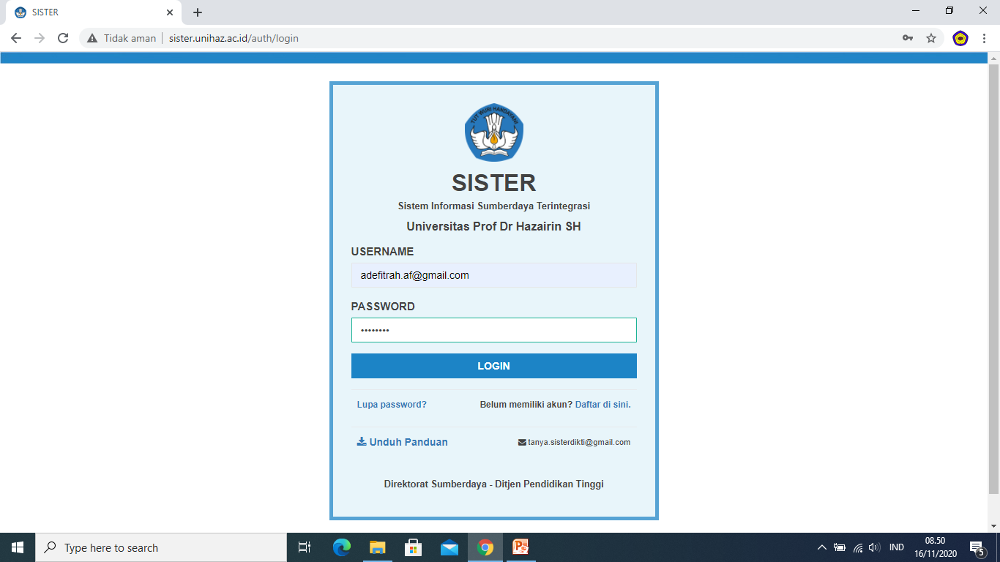 SISTER
Tidak aman
sister.unihaz.ac.id/auth/login
TUT WURI HANDAYANI
SISTER
Sistem Informasi Sumberdaya Terintegrasi
Universitas Prof Dr Hazairin SH
USERNAME
adefitrah.af@gmail.com
PASSWORD
••••••••
LOGIN
Lupa password? Belum memiliki akun? Daftar di sini.
Unduh Panduan tanya.sisterdikti@gmail.com
Direktorat Sumberdaya - Ditjen Pendidikan Tinggi
Type here to search
IND
08.50
16/11/2020
5